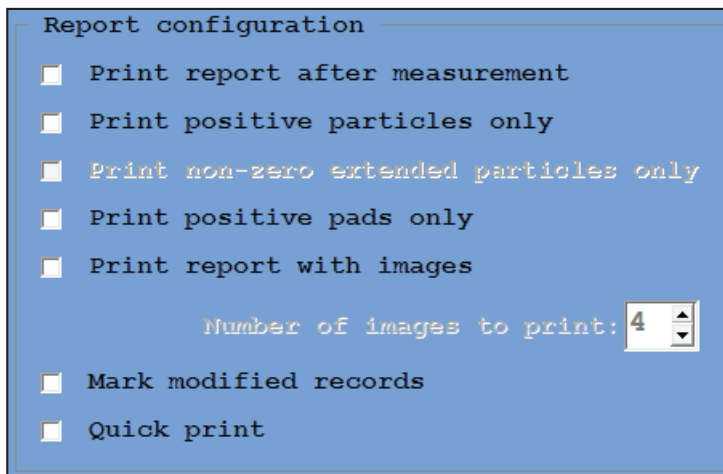 Report configuration
Print report after measurement
Print positive particles only
Print non-zero extended particles only
Print positive pads only
Print report with images
Number of images to print: 4
Mark modified records
Quick print